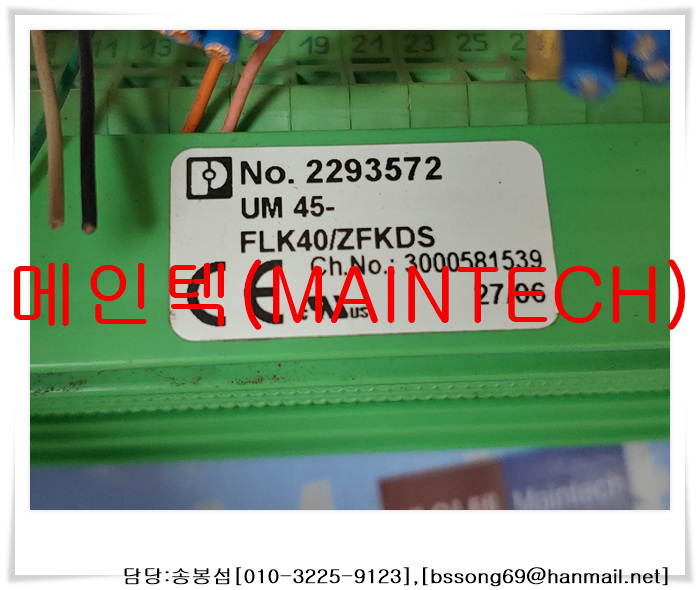 11 13 19 21 23 25 2
No. 2293572
UM 45-
FLK40/ZFKDS
Ch.No.: 3000581539
메인텍(MAINTECH)
27/06
c us
Maintech
담당:송봉섭[010-3225-9123],[bssong69@hanmail.net]